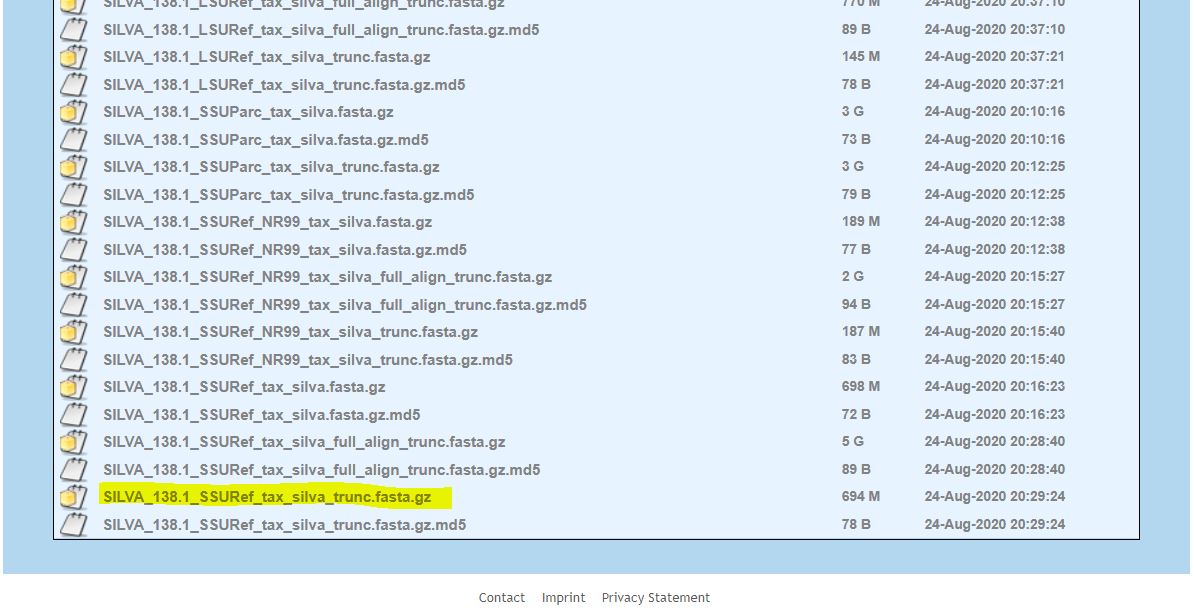 SILVA_138.1_LSURef_tax_silva_full_align_trunc.fasta.gz 770 M 24-Aug-2020 20:37:10
SILVA_138.1_LSURef_tax_silva_full_align_trunc.fasta.gz.md5 89 B 24-Aug-2020 20:37:10
SILVA_138.1_LSURef_tax_silva_trunc.fasta.gz 145 M 24-Aug-2020 20:37:21
SILVA_138.1_LSURef_tax_silva_trunc.fasta.gz.md5 78 B 24-Aug-2020 20:37:21
SILVA_138.1_SSUParc_tax_silva.fasta.gz 3 G 24-Aug-2020 20:10:16
SILVA_138.1_SSUParc_tax_silva.fasta.gz.md5 73 B 24-Aug-2020 20:10:16
SILVA_138.1_SSUParc_tax_silva_trunc.fasta.gz 3 G 24-Aug-2020 20:12:25
SILVA_138.1_SSUParc_tax_silva_trunc.fasta.gz.md5 79 B 24-Aug-2020 20:12:25
SILVA_138.1_SSURef_NR99_tax_silva.fasta.gz 189 M 24-Aug-2020 20:12:38
SILVA_138.1_SSURef_NR99_tax_silva.fasta.gz.md5 77 B 24-Aug-2020 20:12:38
SILVA_138.1_SSURef_NR99_tax_silva_full_align_trunc.fasta.gz 2 G 24-Aug-2020 20:15:27
SILVA_138.1_SSURef_NR99_tax_silva_full_align_trunc.fasta.gz.md5 94 B 24-Aug-2020 20:15:27
SILVA_138.1_SSURef_NR99_tax_silva_trunc.fasta.gz 187 M 24-Aug-2020 20:15:40
SILVA_138.1_SSURef_NR99_tax_silva_trunc.fasta.gz.md5 83 B 24-Aug-2020 20:15:40
SILVA_138.1_SSURef_tax_silva.fasta.gz 698 M 24-Aug-2020 20:16:23
SILVA_138.1_SSURef_tax_silva.fasta.gz.md5 72 B 24-Aug-2020 20:16:23
SILVA_138.1_SSURef_tax_silva_full_align_trunc.fasta.gz 5 G 24-Aug-2020 20:28:40
SILVA_138.1_SSURef_tax_silva_full_align_trunc.fasta.gz.md5 89 B 24-Aug-2020 20:28:40
SILVA_138.1_SSURef_tax_silva_trunc.fasta.gz 694 M 24-Aug-2020 20:29:24
SILVA_138.1_SSURef_tax_silva_trunc.fasta.gz.md5 78 B 24-Aug-2020 20:29:24
Contact Imprint Privacy Statement